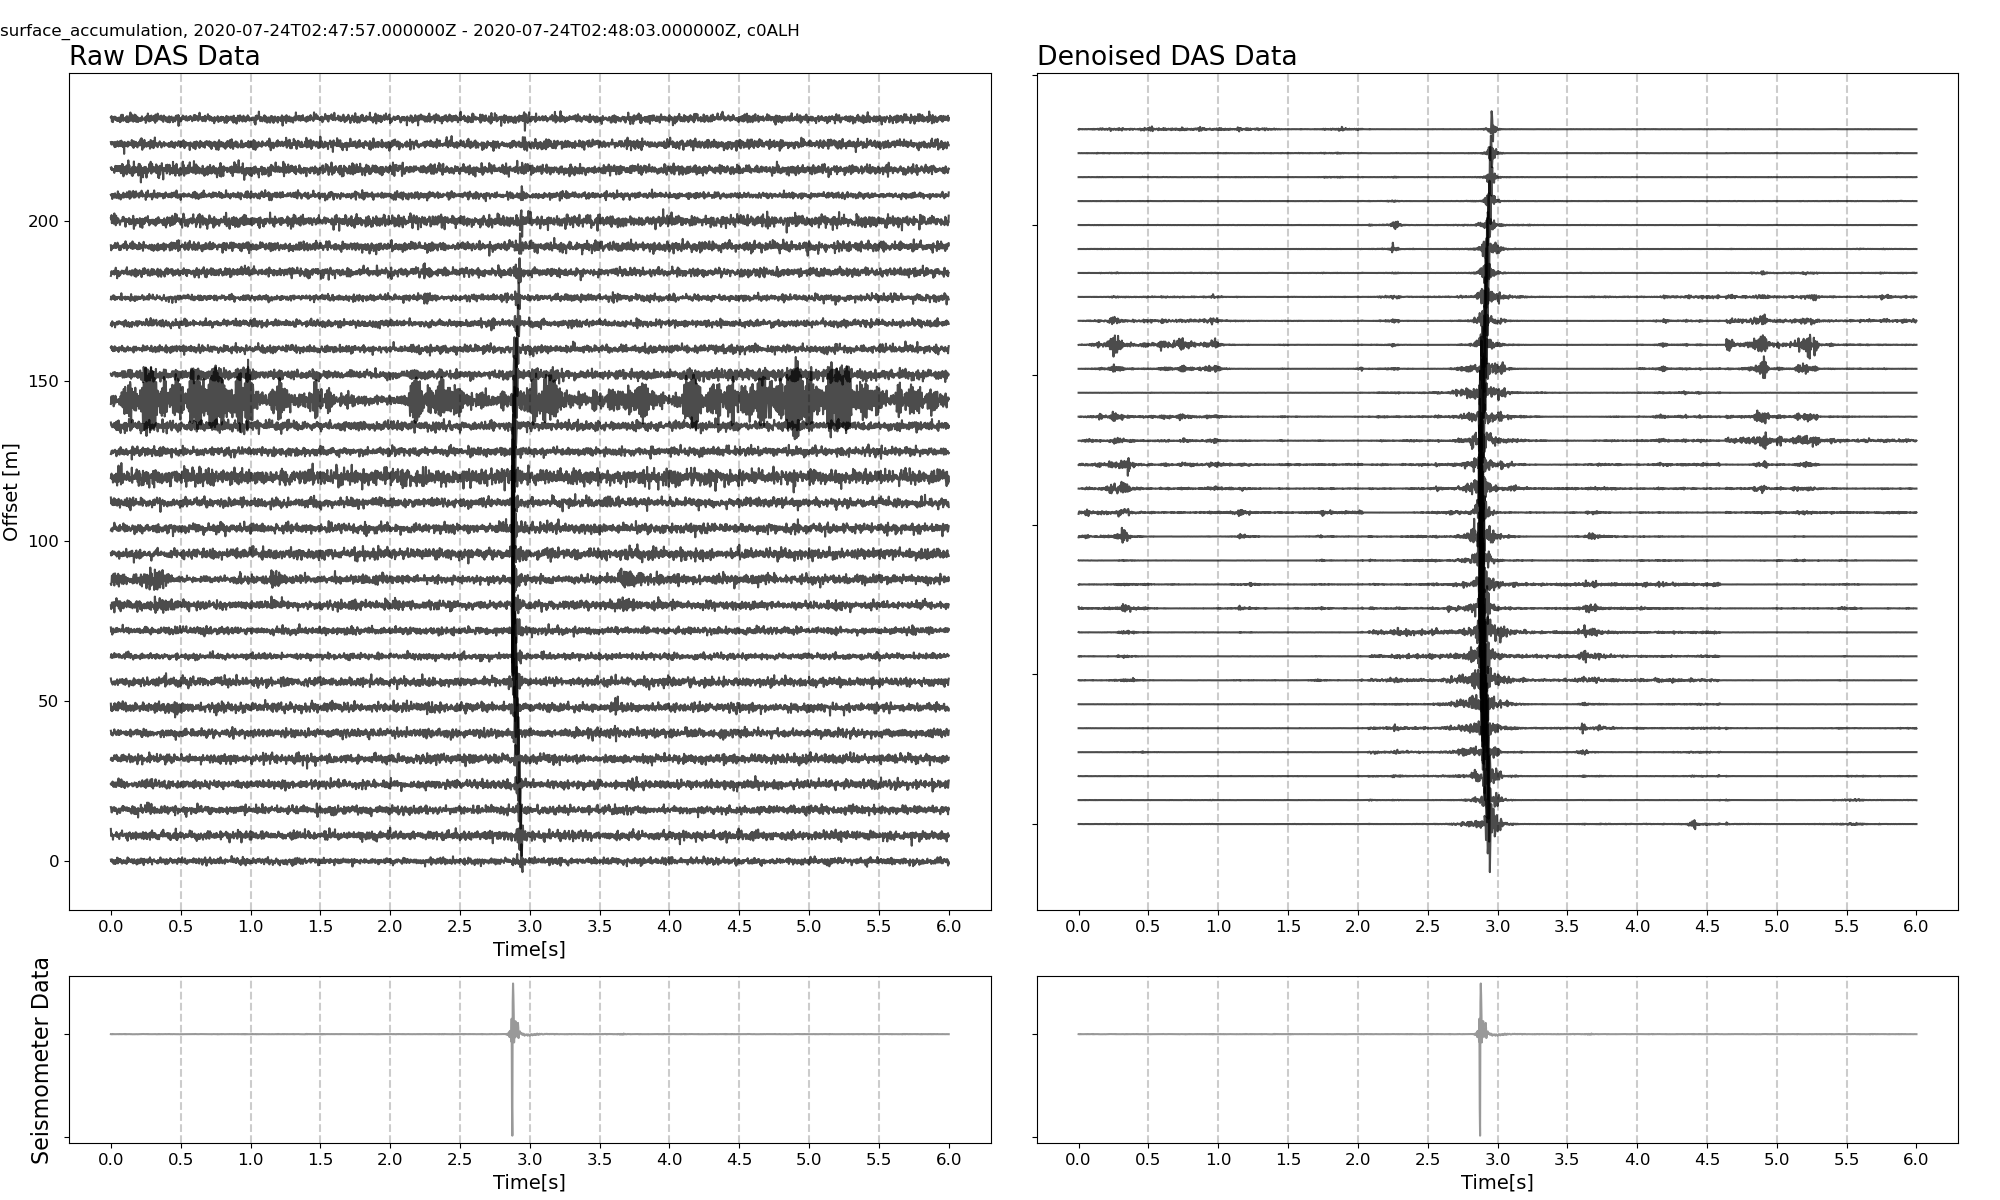 surface_accumulation, 2020-07-24T02:47:57.000000Z - 2020-07-24T02:48:03.000000Z, c0ALH
Raw DAS Data
Denoised DAS Data
Offset [m]
200
150
100
50
0
0.0 0.5 1.0 1.5 2.0 2.5 3.0 3.5 4.0 4.5 5.0 5.5 6.0
Time[s]
0.0 0.5 1.0 1.5 2.0 2.5 3.0 3.5 4.0 4.5 5.0 5.5 6.0
Seismometer Data
0.0 0.5 1.0 1.5 2.0 2.5 3.0 3.5 4.0 4.5 5.0 5.5 6.0
Time[s]
0.0 0.5 1.0 1.5 2.0 2.5 3.0 3.5 4.0 4.5 5.0 5.5 6.0
Time[s]